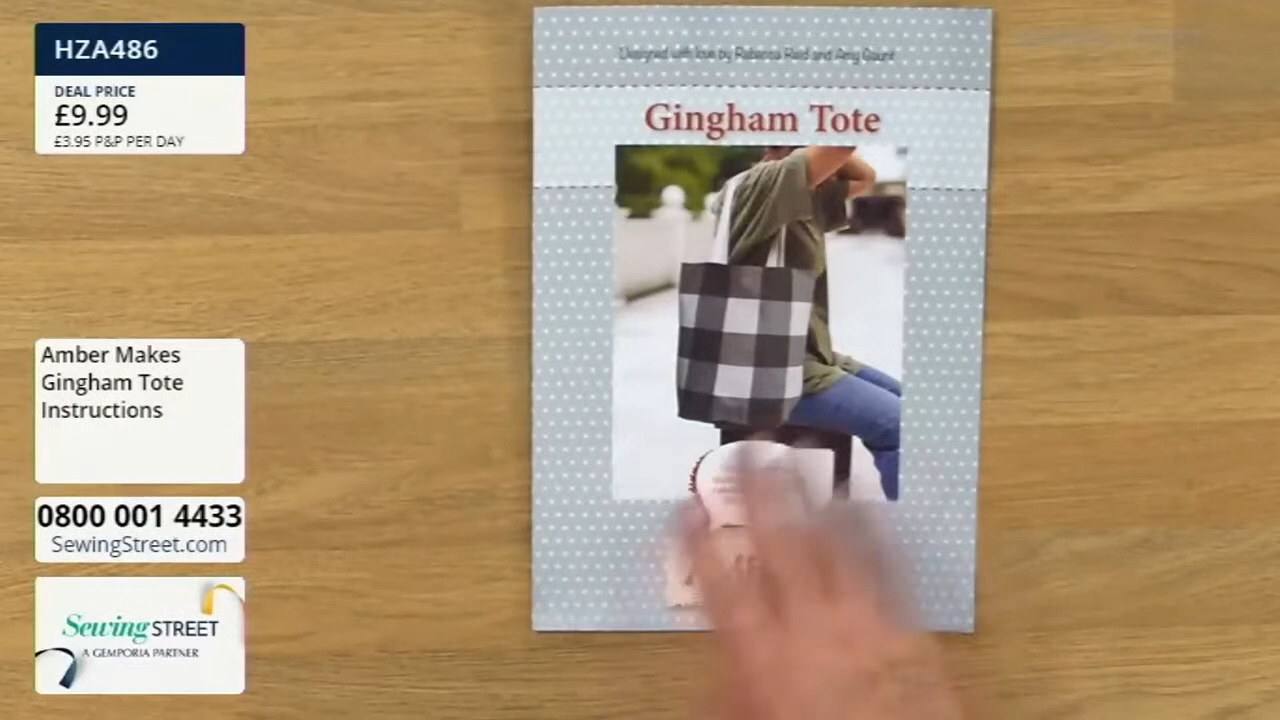 HZA486
DEAL PRICE
£9.99
£3.95 P&P PER DAY
Amber Makes
Gingham Tote
Instructions
0800 001 4433
SewingStreet.com
Sewing STREET
A GEMPORIA PARTNER
Designed with love by Rebecca Reid and Amy Gaunt
Gingham Tote